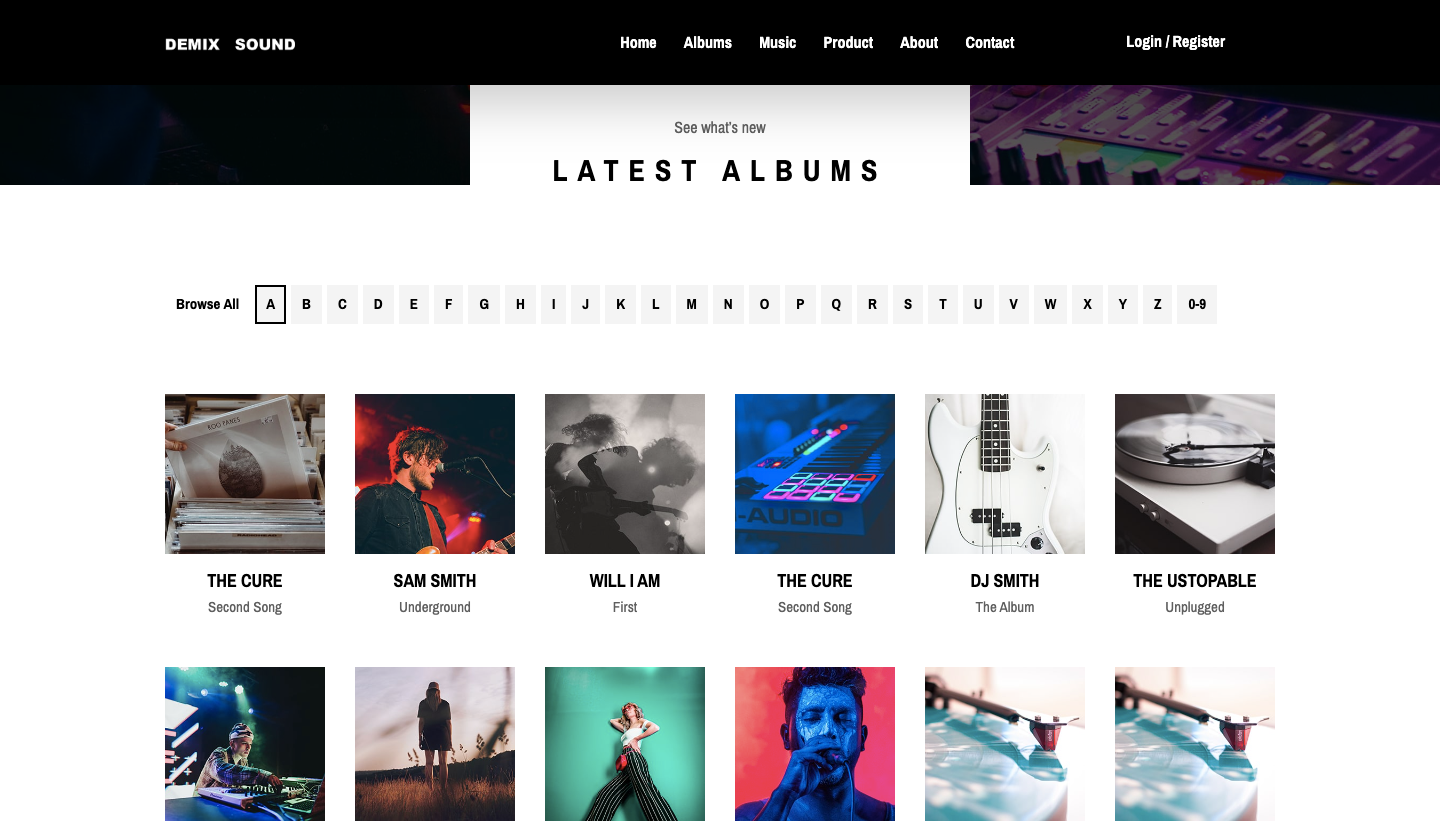 DEMIX SOUND
Home Albums Music Product About Contact
Login / Register
See what's new
LATEST ALBUMS
Browse All A B C D E F G H I J K L M N O P Q R S T U V W X Y Z 0-9
ROO PANES
-AUDIO
THE CURE SAM SMITH WILL I AM THE CURE DJ SMITH THE USTOPABLE
Second Song Underground First Second Song The Album Unplugged